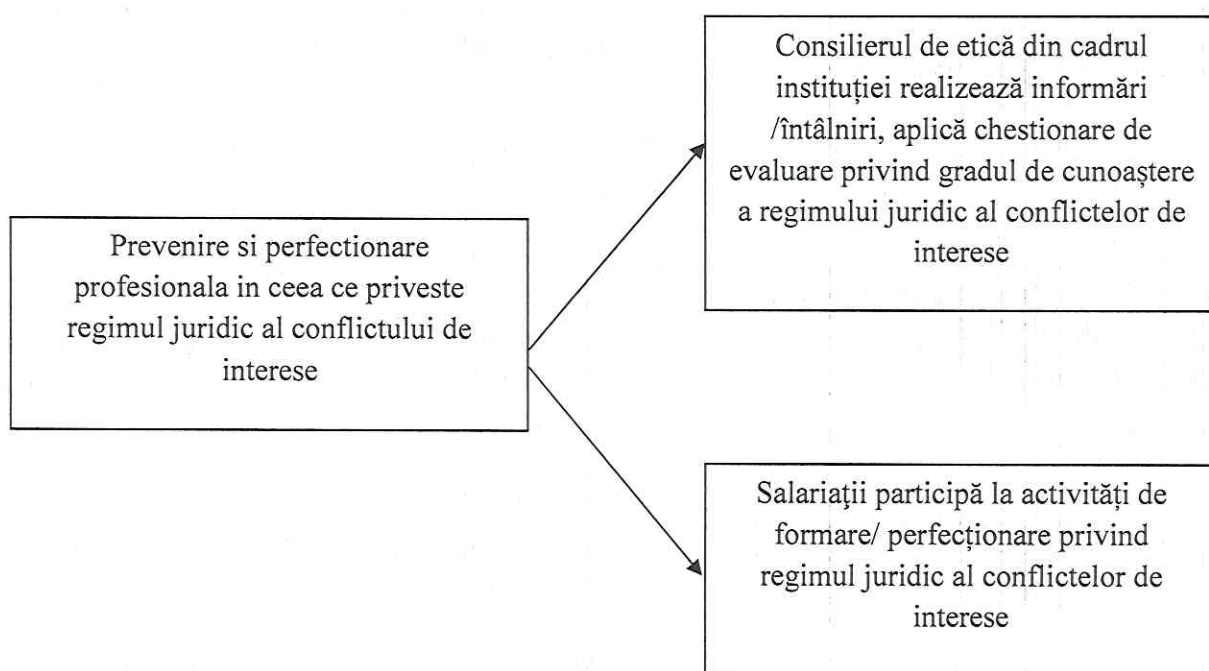 Prevenire si perfectionare
profesionala in ceea ce priveste
regimul juridic al conflictului de
interese
Consilierul de etică din cadrul
instituției realizează informări
/întâlniri, aplică chestionare de
evaluare privind gradul de cunoaștere
a regimului juridic al conflictelor de
interese
Salariaţii participă la activități de
formare/ perfecționare privind
regimul juridic al conflictelor de
interese